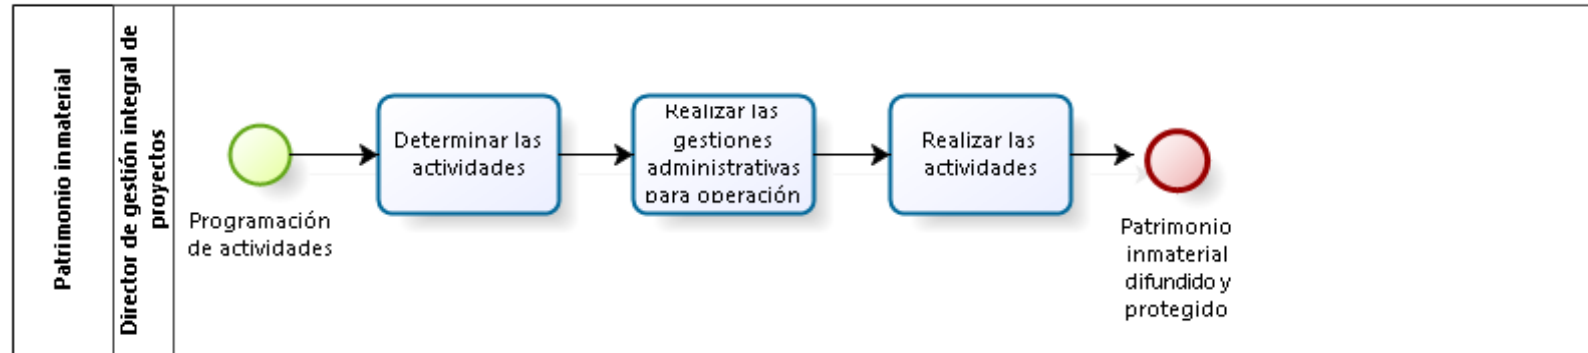 Patrimonio inmaterial
Director de gestión integral de
proyectos
Programación
de actividades
Determinar las
actividades
Realizar las
gestiones
administrativas
para operación
Realizar las
actividades
Patrimonio
inmaterial
difundido y
protegido